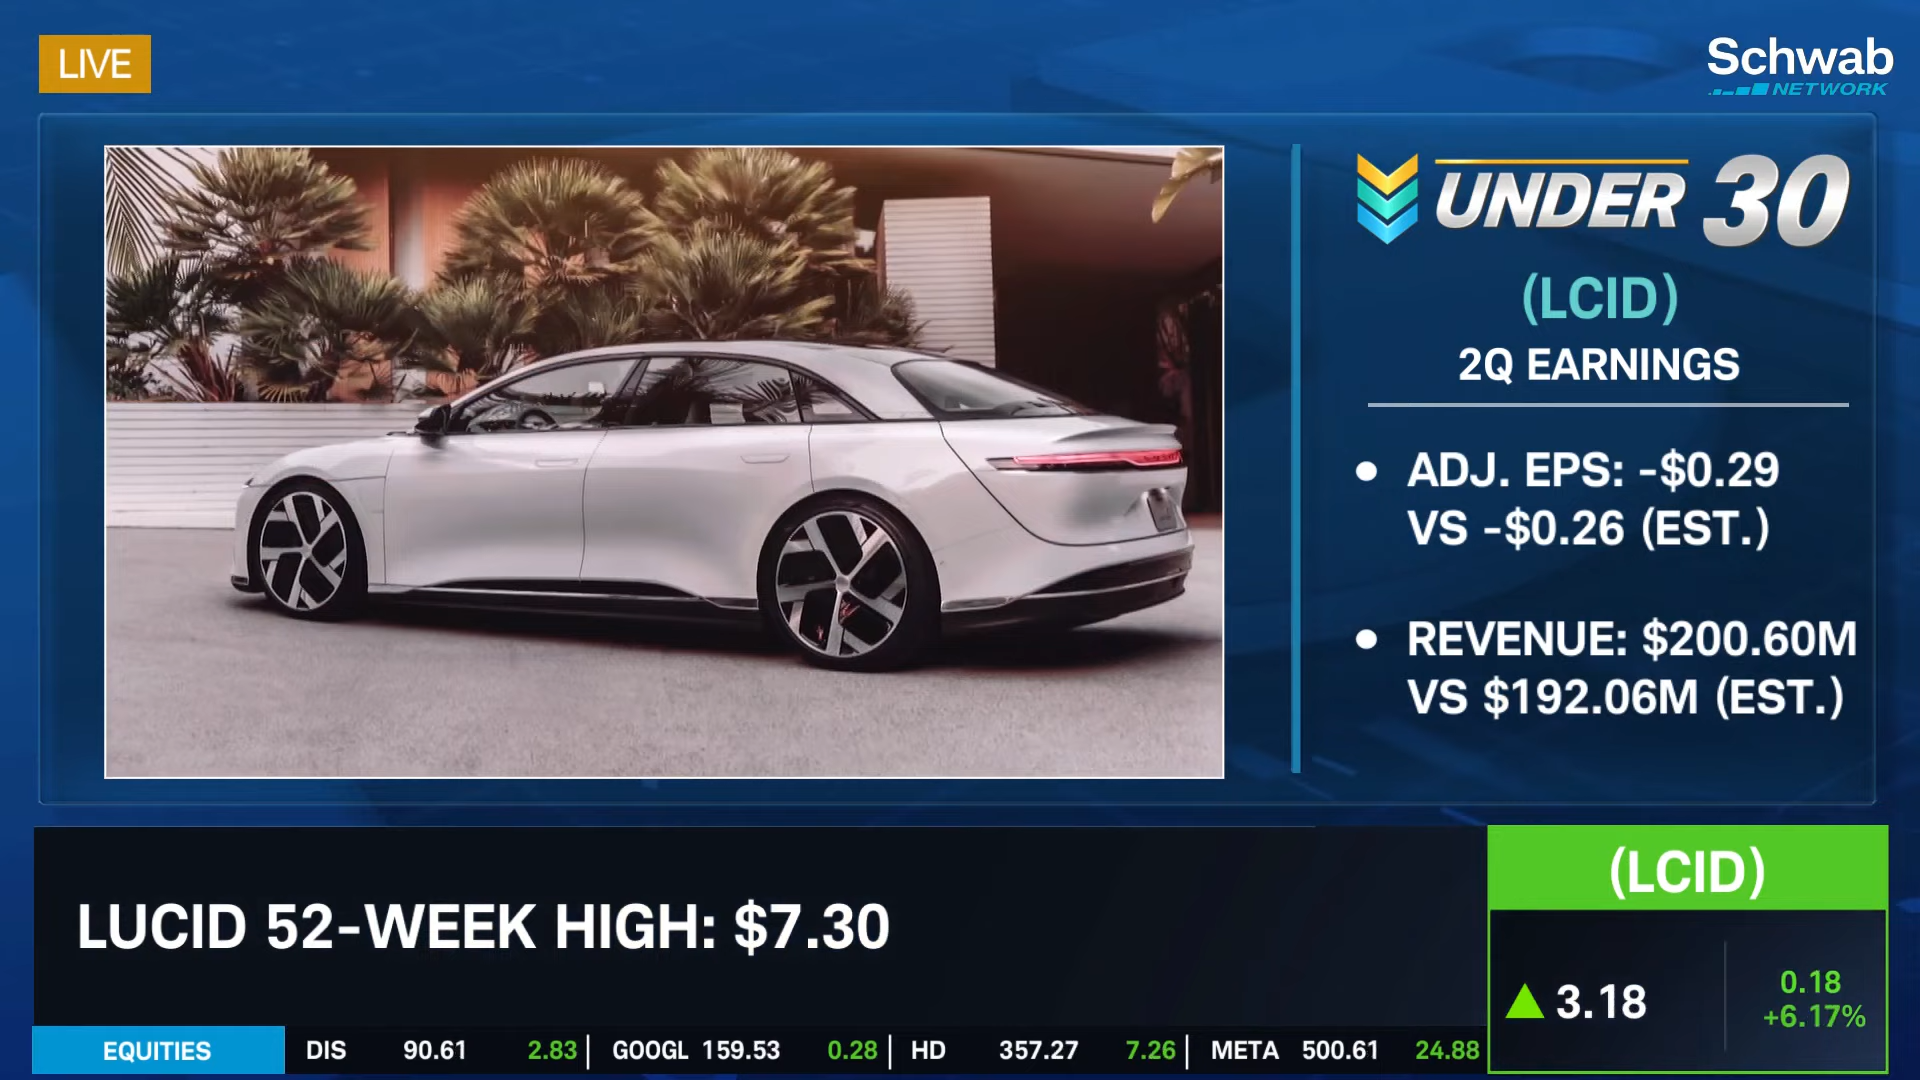 LIVE
Schwab
NETWORK
UNDER 30
(LCID)
2Q EARNINGS
● ADJ. EPS: -$0.29
VS -$0.26 (EST.)
● REVENUE: $200.60M
VS $192.06M (EST.)
LUCID 52-WEEK HIGH: $7.30
(LCID)
▲ 3.18
0.18
+6.17%
EQUITIES DIS 90.61 2.83 | GOOGL 159.53 0.28 | HD 357.27 7.26 | META 500.61 24.88